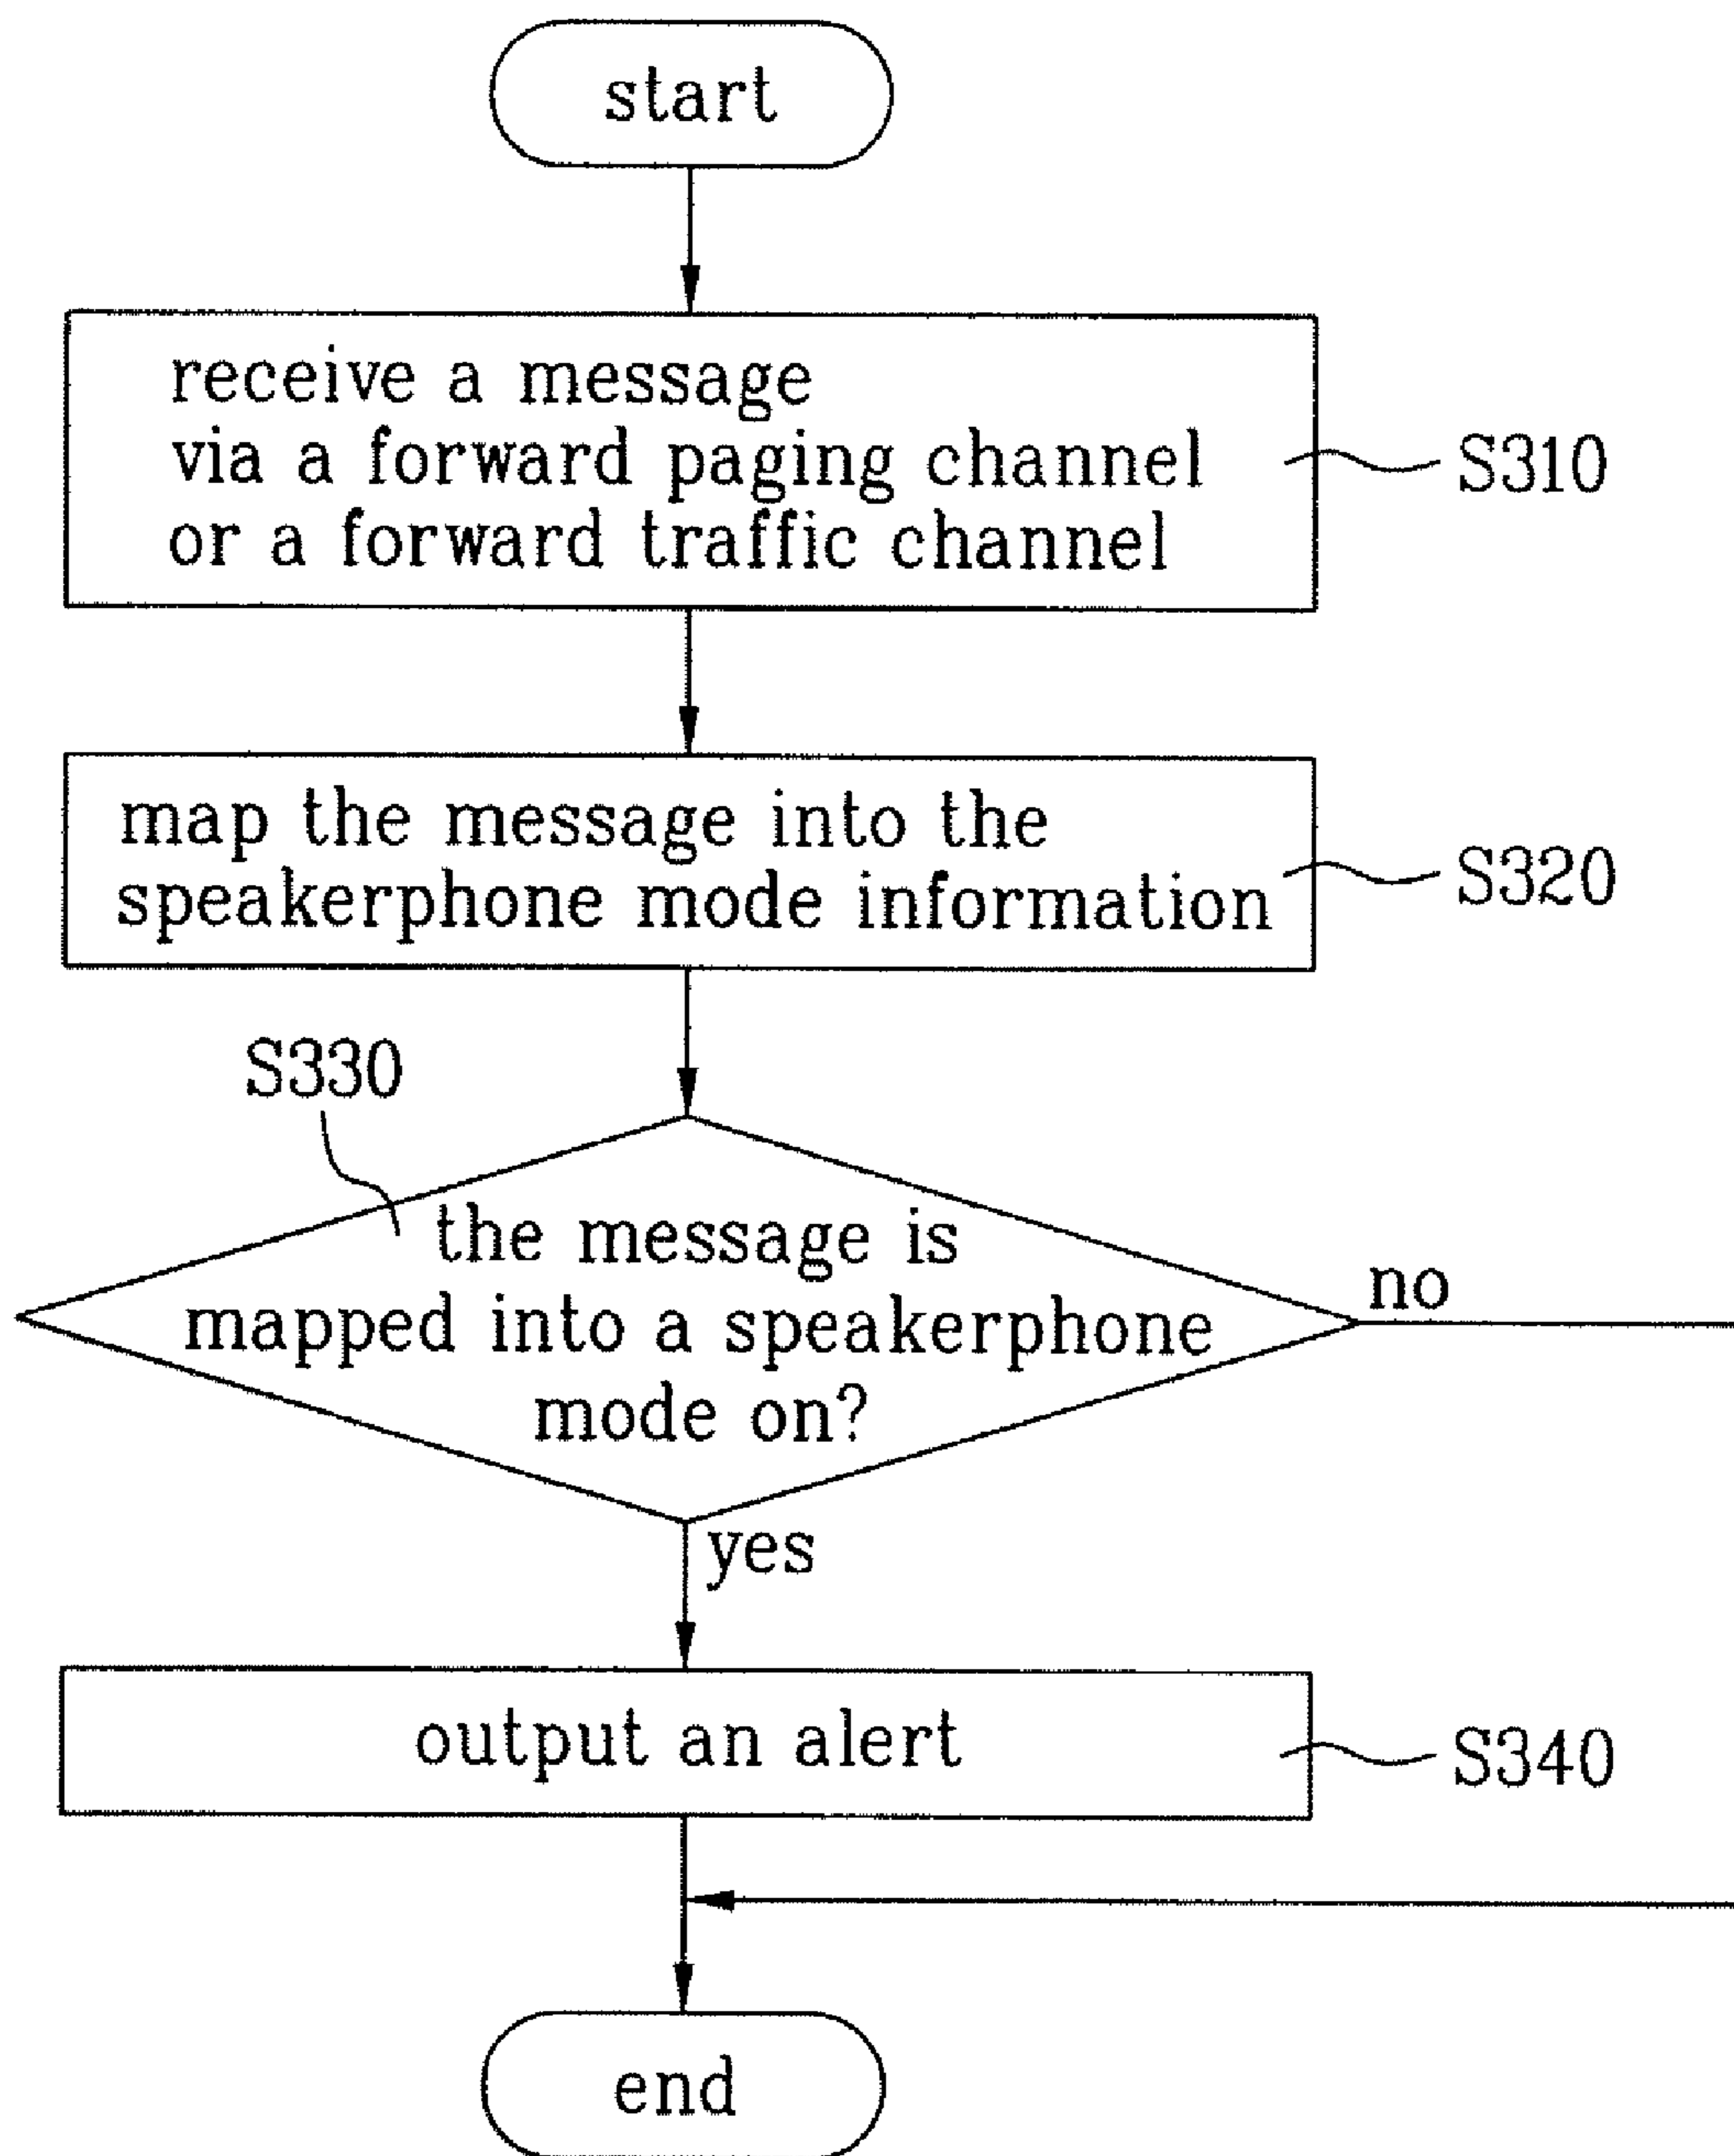 start
receive a message
via a forward paging channel
or a forward traffic channel
S310
map the message into the
speakerphone mode information
S320
S330
the message is
mapped into a speakerphone
mode on?
no
yes
output an alert
S340
end